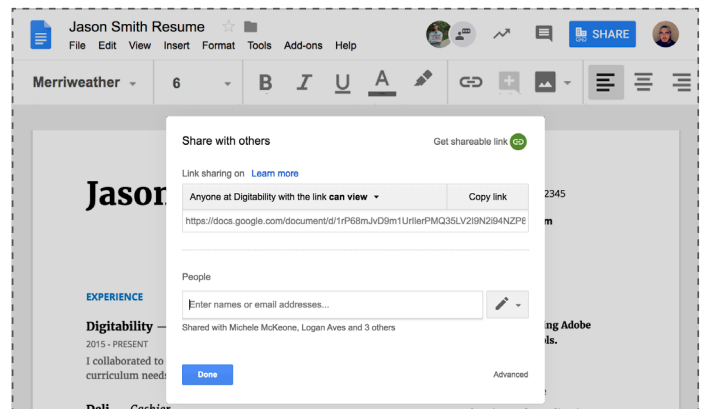 Jason Smith Resume
File Edit View Insert Format Tools Add-ons Help
SHARE
Merriweather
6
B I U A
Share with others
Get shareable link
Link sharing on Learn more
Anyone at Digitability with the link can view
Copy link
https://docs.google.com/document/d/1rP68mJvD9m1UrlierPMQ35LV2I9N2i94NZP
People
Enter names or email addresses...
Shared with Michele McKeone, Logan Aves and 3 others
Done
Advanced
Jason
2345
m
EXPERIENCE
Digitability —
2015 - PRESENT
I collaborated to
curriculum needs
ing Adobe
ls.
Deli — Cashier